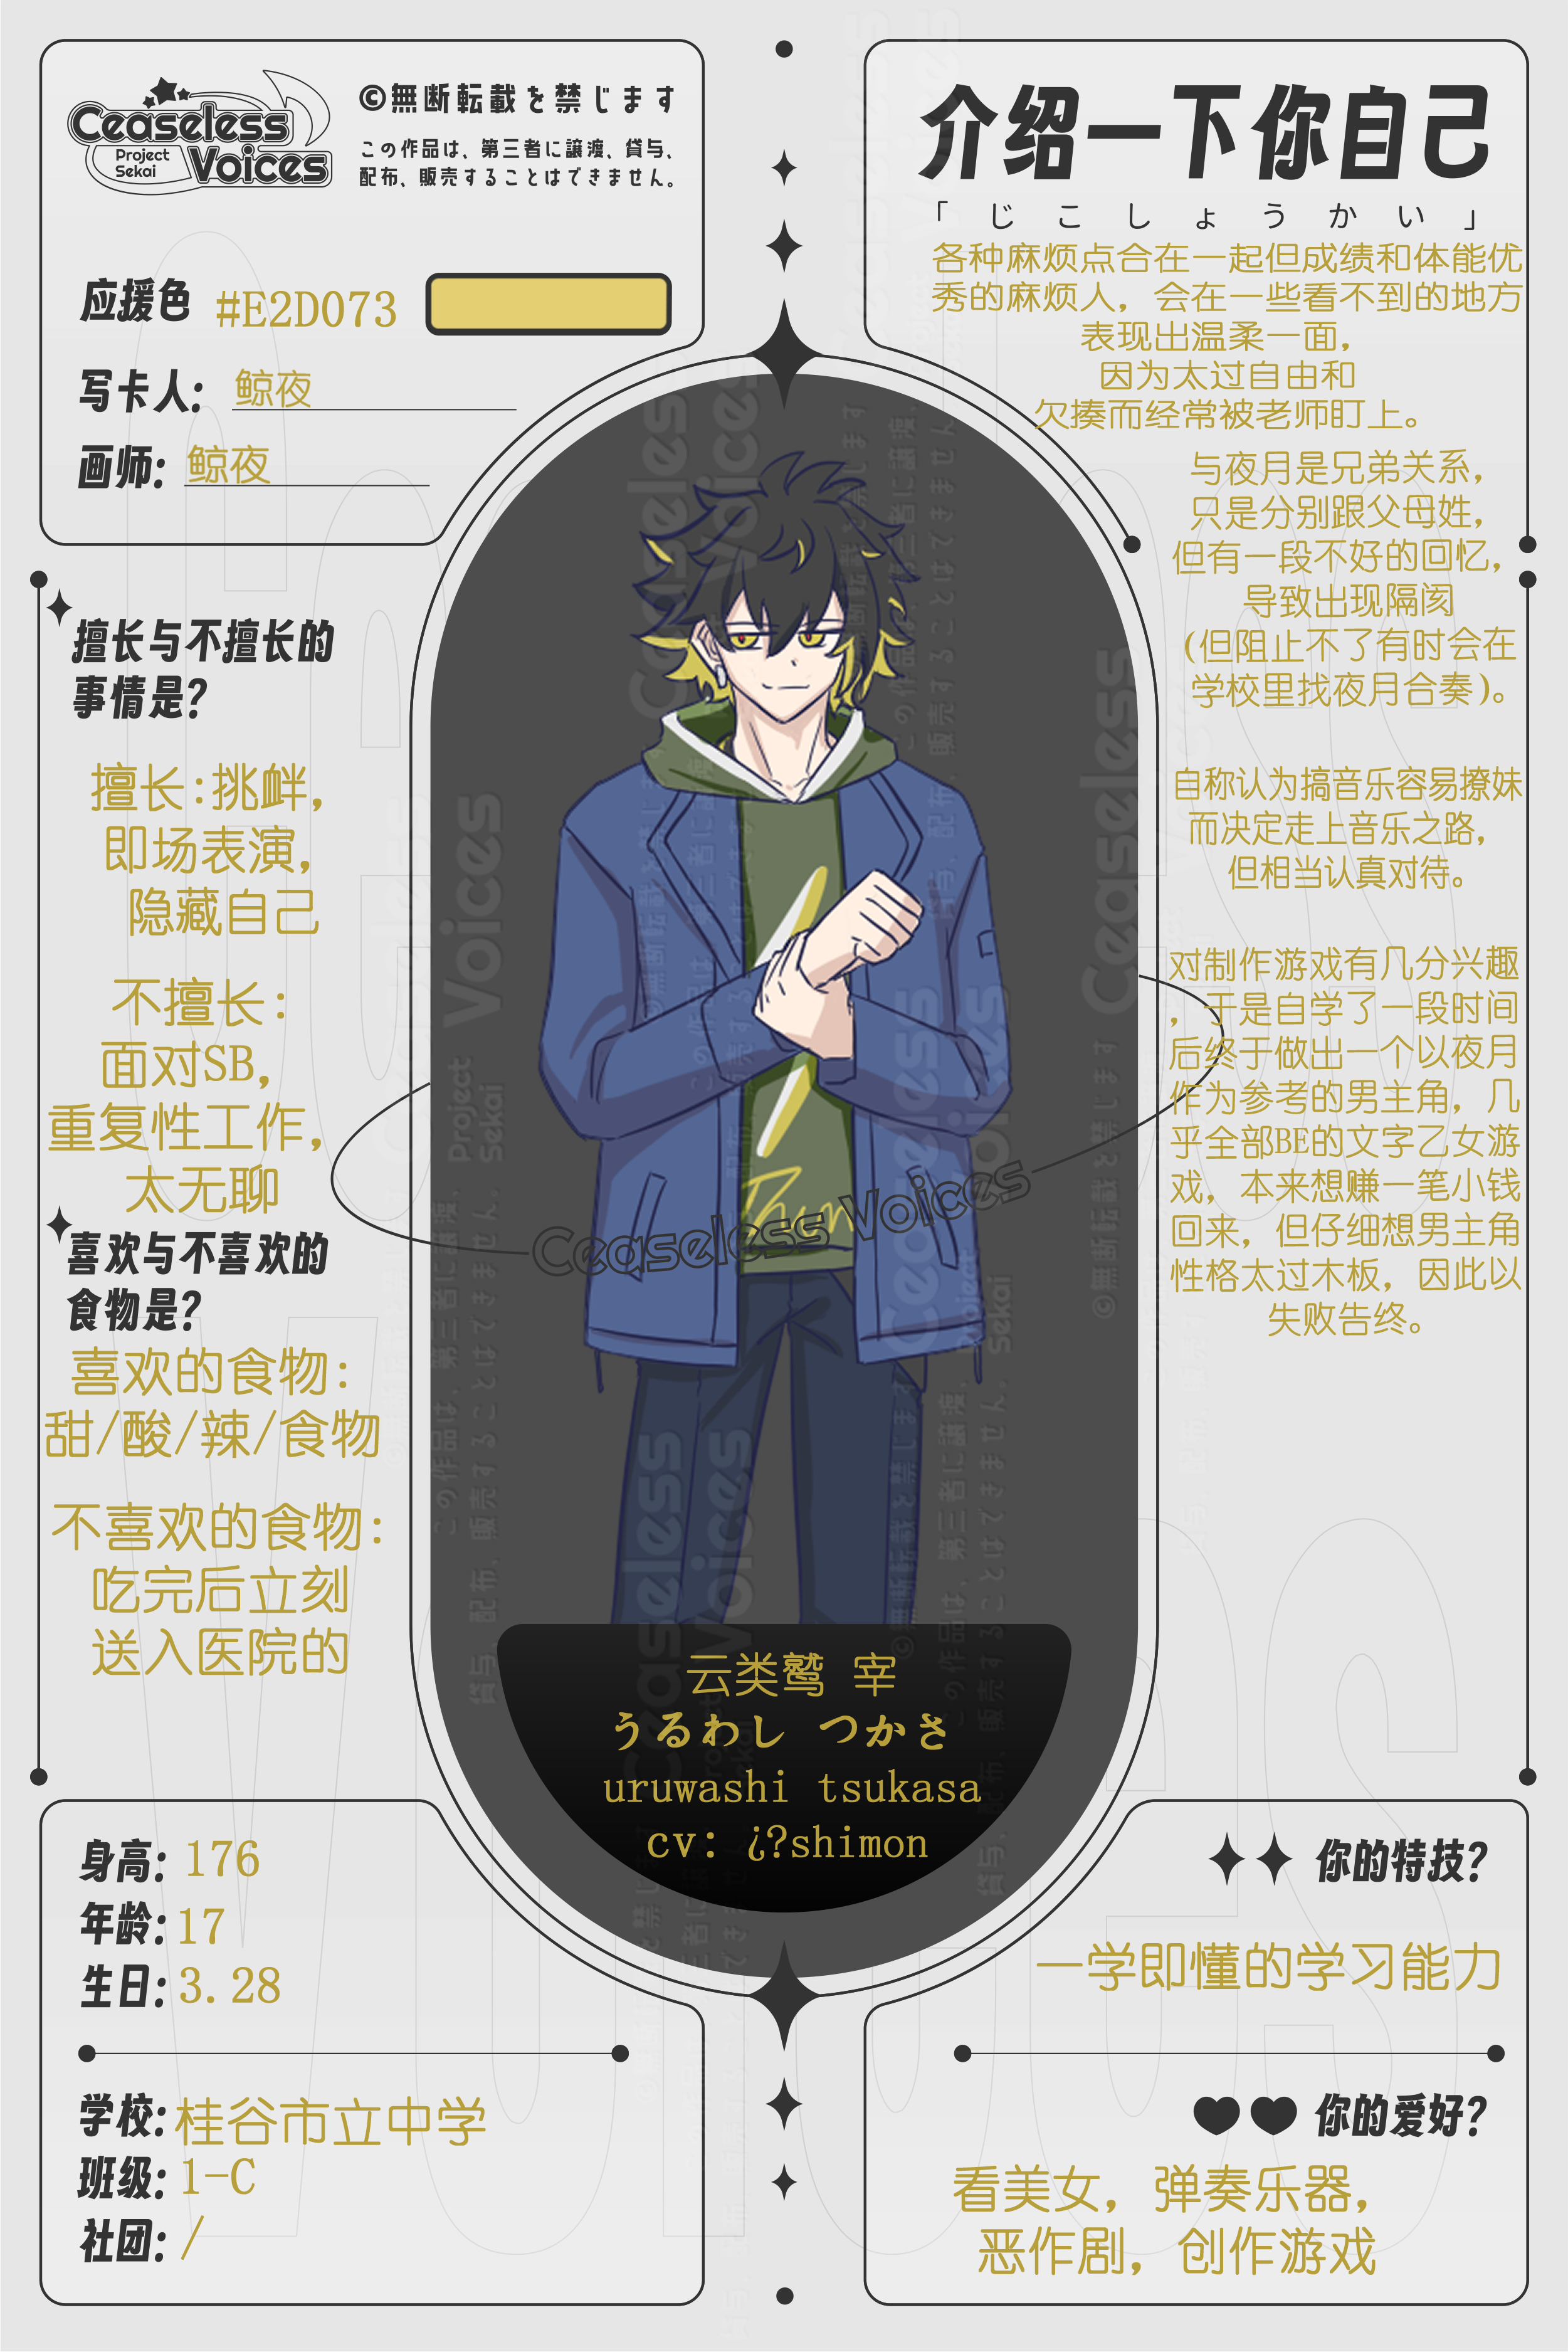 Ceaseless
Voices
Project
Sekai
©無断転載を禁じます
この作品は、第三者に譲渡、貸与、
配布、販売することはできません。
应援色 #E2D073
写卡人: 鲸夜
画师: 鲸夜
介绍一下你自己
「じこしょうかい」
各种麻烦点合在一起但成绩和体能优
秀的麻烦人，会在一些看不到的地方
表现出温柔一面，
因为太过自由和
欠揍而经常被老师盯上。
与夜月是兄弟关系，
只是分别跟父母姓，
但有一段不好的回忆，
导致出现隔阂
(但阻止不了有时会在
学校里找夜月合奏)。
自称认为搞音乐容易撩妹
而决定走上音乐之路，
但相当认真对待。
对制作游戏有几分兴趣
，于是自学了一段时间
后终于做出一个以夜月
作为参考的男主角，几
乎全部BE的文字乙女游
戏，本来想赚一笔小钱
回来，但仔细想男主角
性格太过木板，因此以
失败告终。
擅长与不擅长的
事情是?
擅长:挑衅，
即场表演，
隐藏自己
不擅长:
面对SB，
重复性工作，
太无聊
喜欢与不喜欢的
食物是?
喜欢的食物:
甜/酸/辣/食物
不喜欢的食物:
吃完后立刻
送入医院的
Ceaseless Voices
云类鹫 宰
うるわし つかさ
uruwashi tsukasa
cv: ¿?shimon
身高: 176
年龄: 17
生日: 3.28
学校: 桂谷市立中学
班级: 1-C
社团: /
你的特技?
一学即懂的学习能力
你的爱好?
看美女，弹奏乐器，
恶作剧，创作游戏